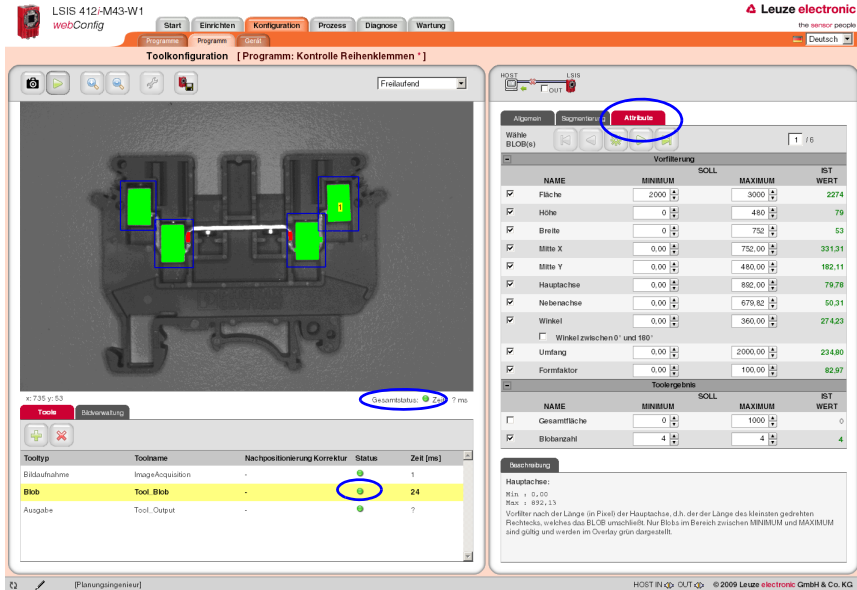 LSIS 412i-M43-W1
webConfig
Leuze electronic
the sensor people
Start Einrichten Konfiguration Prozess Diagnose Wartung
Programme Programm Gerät
Deutsch
Toolkonfiguration [ Programm: Kontrolle Reihenklemmen * ]
Freilaufend
1
x: 735 y: 53
Gesamtstatus: Zeit: ? ms
Tools Bildverwaltung
Tooltyp Toolname Nachpositionierung Korrektur Status Zeit [ms]
Bildaufnahme ImageAcquisition - 1
Blob Tool_Blob - 24
Ausgabe Tool_Output - ?
HOST LSIS
OUT
Allgemein Segmentierung Attribute
Wähle
BLOB(s)
1 / 6
Vorfilterung
SOLL IST
NAME MINIMUM MAXIMUM WERT
Fläche 2000 3000 2274
Höhe 0 480 79
Breite 0 752 53
Mitte X 0,00 752,00 331,31
Mitte Y 0,00 480,00 182,11
Hauptachse 0,00 892,00 79,78
Nebenachse 0,00 679,82 50,31
Winkel 0,00 360,00 274,23
Winkel zwischen 0° und 180°
Umfang 0,00 2000,00 234,80
Formfaktor 0,00 100,00 82,97
Toolergebnis
SOLL IST
NAME MINIMUM MAXIMUM WERT
Gesamtfläche 0 1000 0
Blobanzahl 4 4 4
Beschreibung
Hauptachse:
Min : 0,00
Max : 892,13
Vorfilter nach der Länge (in Pixel) der Hauptachse, d.h. der der Länge des kleinsten gedrehten
Rechtecks, welches das BLOB umschließt. Nur Blobs im Bereich zwischen MINIMUM und MAXIMUM
sind gültig und werden im Overlay grün dargestellt.
[Planungsingenieur]
HOST IN OUT © 2009 Leuze electronic GmbH & Co. KG